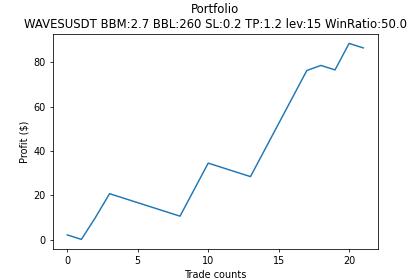 Portfolio
WAVESUSDT BBM:2.7 BBL:260 SL:0.2 TP:1.2 lev:15 WinRatio:50.0
80
60
40
20
0
Profit ($)
0 5 10 15 20
Trade counts